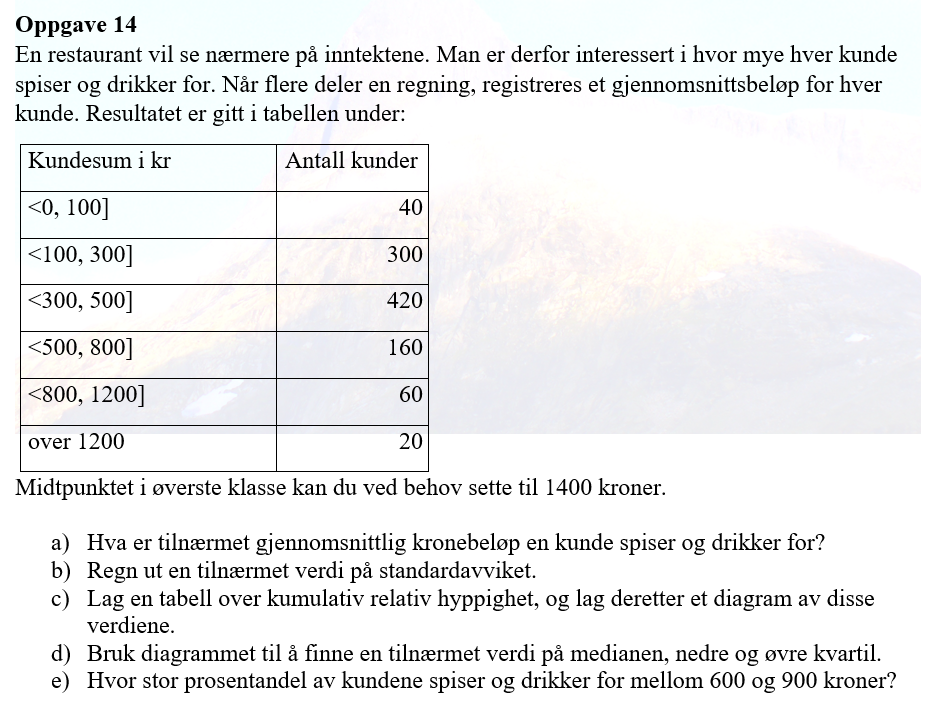 Oppgave 14
En restaurant vil se nærmere på inntektene. Man er derfor interessert i hvor mye hver kunde
spiser og drikker for. Når flere deler en regning, registreres et gjennomsnittsbeløp for hver
kunde. Resultatet er gitt i tabellen under:
Kundesum i kr Antall kunder
<0, 100] 40
<100, 300] 300
<300, 500] 420
<500, 800] 160
<800, 1200] 60
over 1200 20
Midtpunktet i øverste klasse kan du ved behov sette til 1400 kroner.
a) Hva er tilnærmet gjennomsnittlig kronebeløp en kunde spiser og drikker for?
b) Regn ut en tilnærmet verdi på standardavviket.
c) Lag en tabell over kumulativ relativ hyppighet, og lag deretter et diagram av disse
verdiene.
d) Bruk diagrammet til å finne en tilnærmet verdi på medianen, nedre og øvre kvartil.
e) Hvor stor prosentandel av kundene spiser og drikker for mellom 600 og 900 kroner?